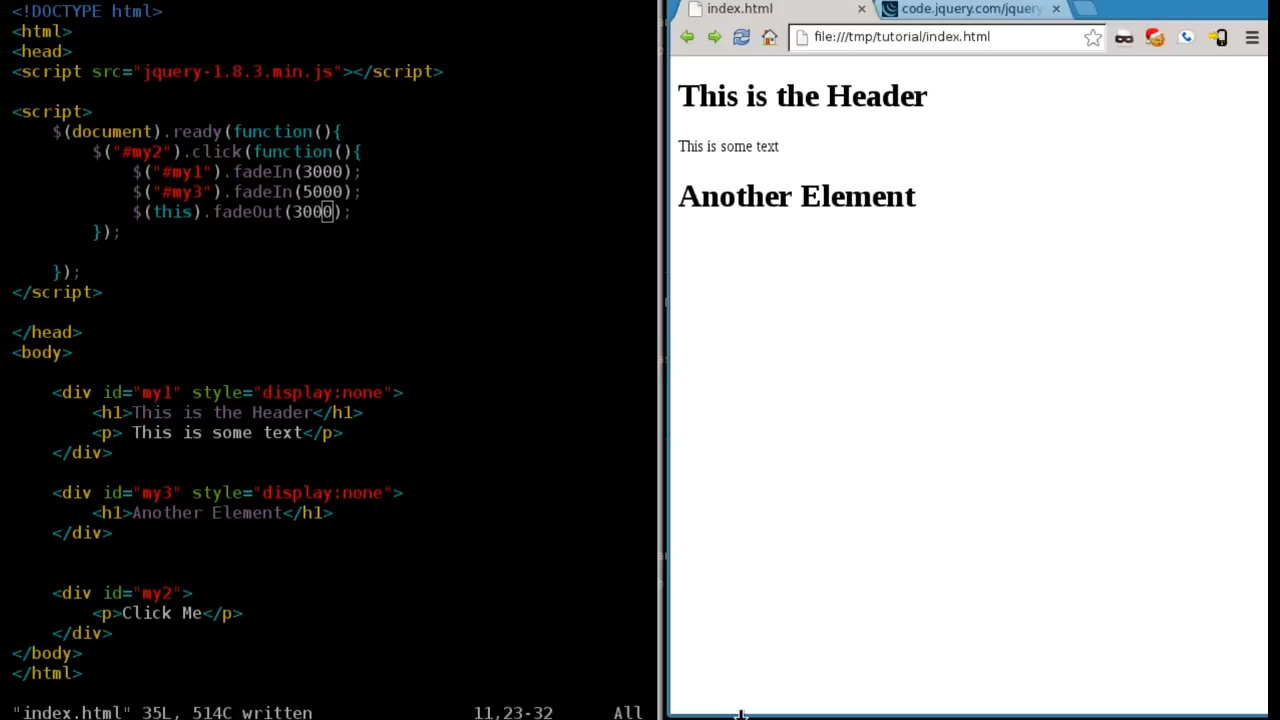 <!DOCTYPE html>
<html>
<head>
<script src="jquery-1.8.3.min.js"></script>
<script>
$(document).ready(function(){
$("#my2").click(function(){
$("#my1").fadeIn(3000);
$("#my3").fadeIn(5000);
$(this).fadeOut(3000);
});
});
</script>
</head>
<body>
<div id="my1" style="display:none">
<h1>This is the Header</h1>
<p> This is some text</p>
</div>
<div id="my3" style="display:none">
<h1>Another Element</h1>
</div>
<div id="my2">
<p>Click Me</p>
</div>
</body>
</html>
"index.html" 35L, 514C written 11,23-32 All
index.html
code.jquery.com/jquery
file:///tmp/tutorial/index.html
This is the Header
This is some text
Another Element